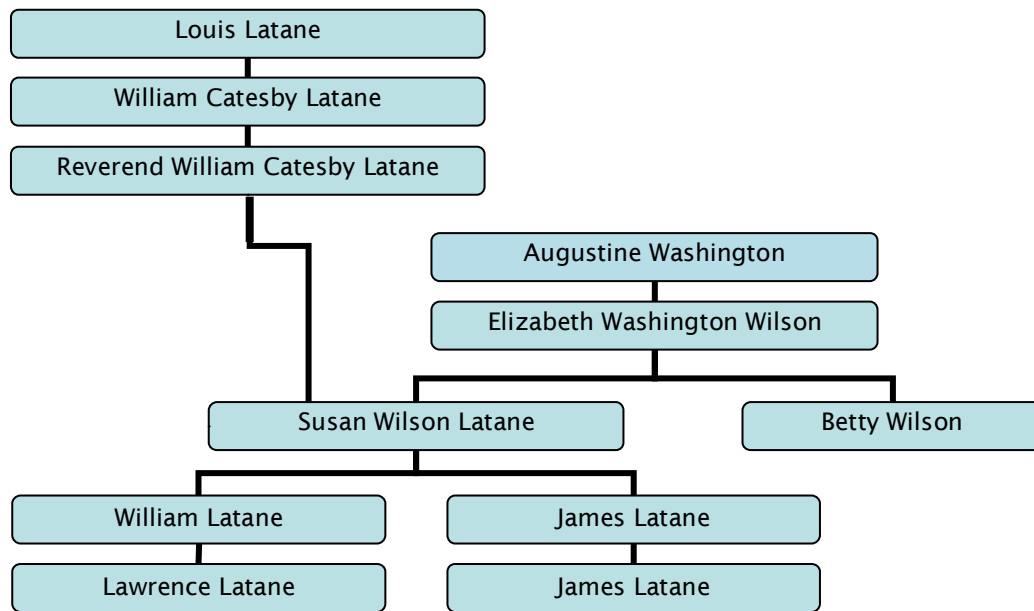 Louis Latane
William Catesby Latane
Reverend William Catesby Latane
Augustine Washington
Elizabeth Washington Wilson
Susan Wilson Latane
Betty Wilson
William Latane
James Latane
Lawrence Latane
James Latane